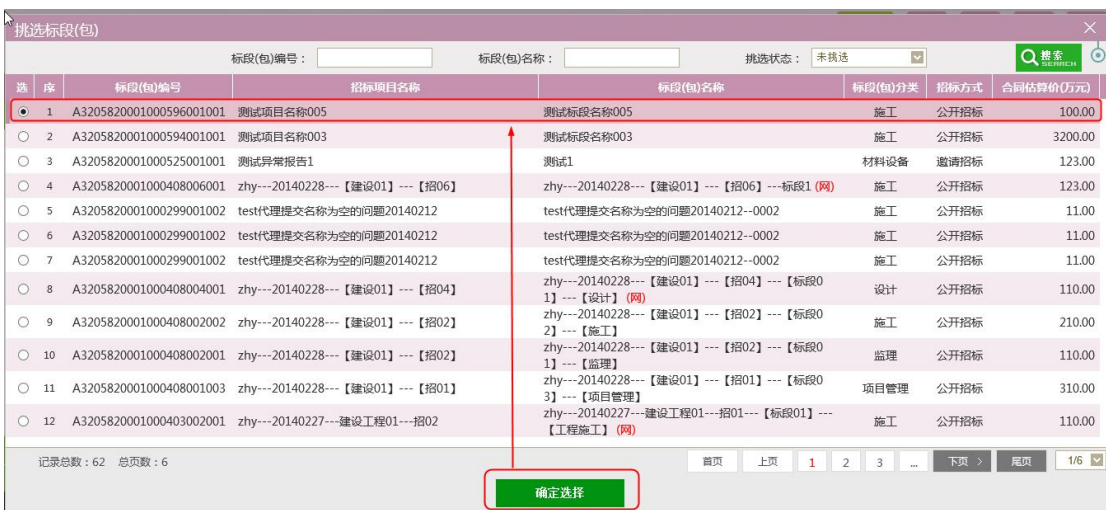 挑选标段(包)
标段(包)编号： 标段(包)名称： 挑选状态： 未挑选 搜索 SEARCH
选 序 标段(包)编号 招标项目名称 标段(包)名称 标段(包)分类 招标方式 合同估算价(万元)
1 A3205820001000596001001 测试项目名称005 测试标段名称005 施工 公开招标 100.00
2 A3205820001000594001001 测试项目名称003 测试标段名称003 施工 公开招标 3200.00
3 A3205820001000525001001 测试异常报告1 测试1 材料设备 邀请招标 123.00
4 A3205820001000408006001 zhy---20140228---【建设01】---【招06】 zhy---20140228---【建设01】---【招06】---标段1 (网) 施工 公开招标 123.00
5 A3205820001000299001002 test代理提交名称为空的问题20140212 test代理提交名称为空的问题20140212--0002 施工 公开招标 11.00
6 A3205820001000299001002 test代理提交名称为空的问题20140212 test代理提交名称为空的问题20140212--0002 施工 公开招标 11.00
7 A3205820001000299001002 test代理提交名称为空的问题20140212 test代理提交名称为空的问题20140212--0002 施工 公开招标 11.00
8 A3205820001000408004001 zhy---20140228---【建设01】---【招04】 zhy---20140228---【建设01】---【招04】---【标段0 设计 公开招标 110.00
1】---【设计】 (网)
9 A3205820001000408002002 zhy---20140228---【建设01】---【招02】 zhy---20140228---【建设01】---【招02】---【标段0 施工 公开招标 210.00
2】---【施工】
10 A3205820001000408002001 zhy---20140228---【建设01】---【招02】 zhy---20140228---【建设01】---【招02】---【标段0 监理 公开招标 110.00
1】---【监理】
11 A3205820001000408001003 zhy---20140228---【建设01】---【招01】 zhy---20140228---【建设01】---【招01】---【标段0 项目管理 公开招标 310.00
3】---【项目管理】
12 A3205820001000403002001 zhy---20140227---建设工程01---招02 zhy---20140227---建设工程01---招01---【标段01】--- 施工 公开招标 110.00
【工程施工】 (网)
记录总数：62 总页数：6 首页 上页 1 2 3 ... 下页 > 尾页 1/6
确定选择